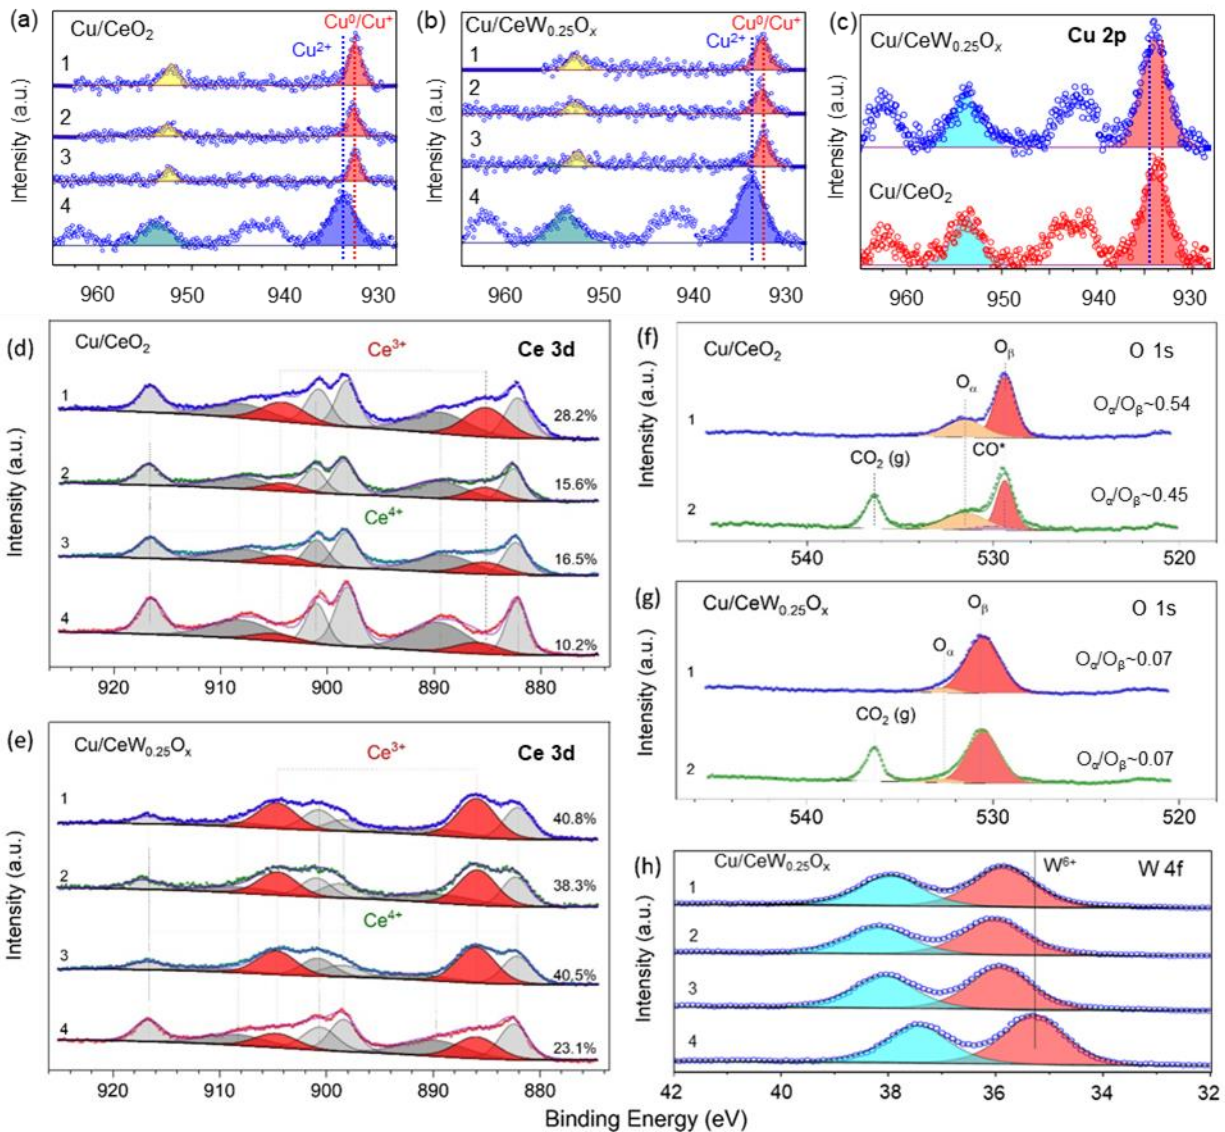 (a)
Cu/CeO₂
Cu²⁺
Cu⁰/Cu⁺
1
2
3
4
Intensity (a.u.)
960 950 940 930
(b)
Cu/CeW₀.₂₅Oₓ
Cu²⁺
Cu⁰/Cu⁺
1
2
3
4
Intensity (a.u.)
960 950 940 930
(c)
Cu/CeW₀.₂₅Oₓ
Cu 2p
Cu/CeO₂
Intensity (a.u.)
960 950 940 930
(d)
Cu/CeO₂
Ce³⁺
Ce 3d
1
28.2%
2
15.6%
Ce⁴⁺
3
16.5%
4
10.2%
Intensity (a.u.)
920 910 900 890 880
(e)
Cu/CeW₀.₂₅Oₓ
Ce³⁺
Ce 3d
1
40.8%
2
38.3%
Ce⁴⁺
3
40.5%
4
23.1%
Intensity (a.u.)
920 910 900 890 880
(f)
Cu/CeO₂
O 1s
Oβ
Oα
1
Oα/Oβ~0.54
CO₂ (g)
CO*
2
Oα/Oβ~0.45
Intensity (a.u.)
540 530 520
(g)
Cu/CeW₀.₂₅Oₓ
O 1s
Oβ
Oα
1
Oα/Oβ~0.07
CO₂ (g)
2
Oα/Oβ~0.07
Intensity (a.u.)
540 530 520
(h)
Cu/CeW₀.₂₅Oₓ
W⁶⁺
W 4f
1
2
3
4
Intensity (a.u.)
42 40 38 36 34 32
Binding Energy (eV)